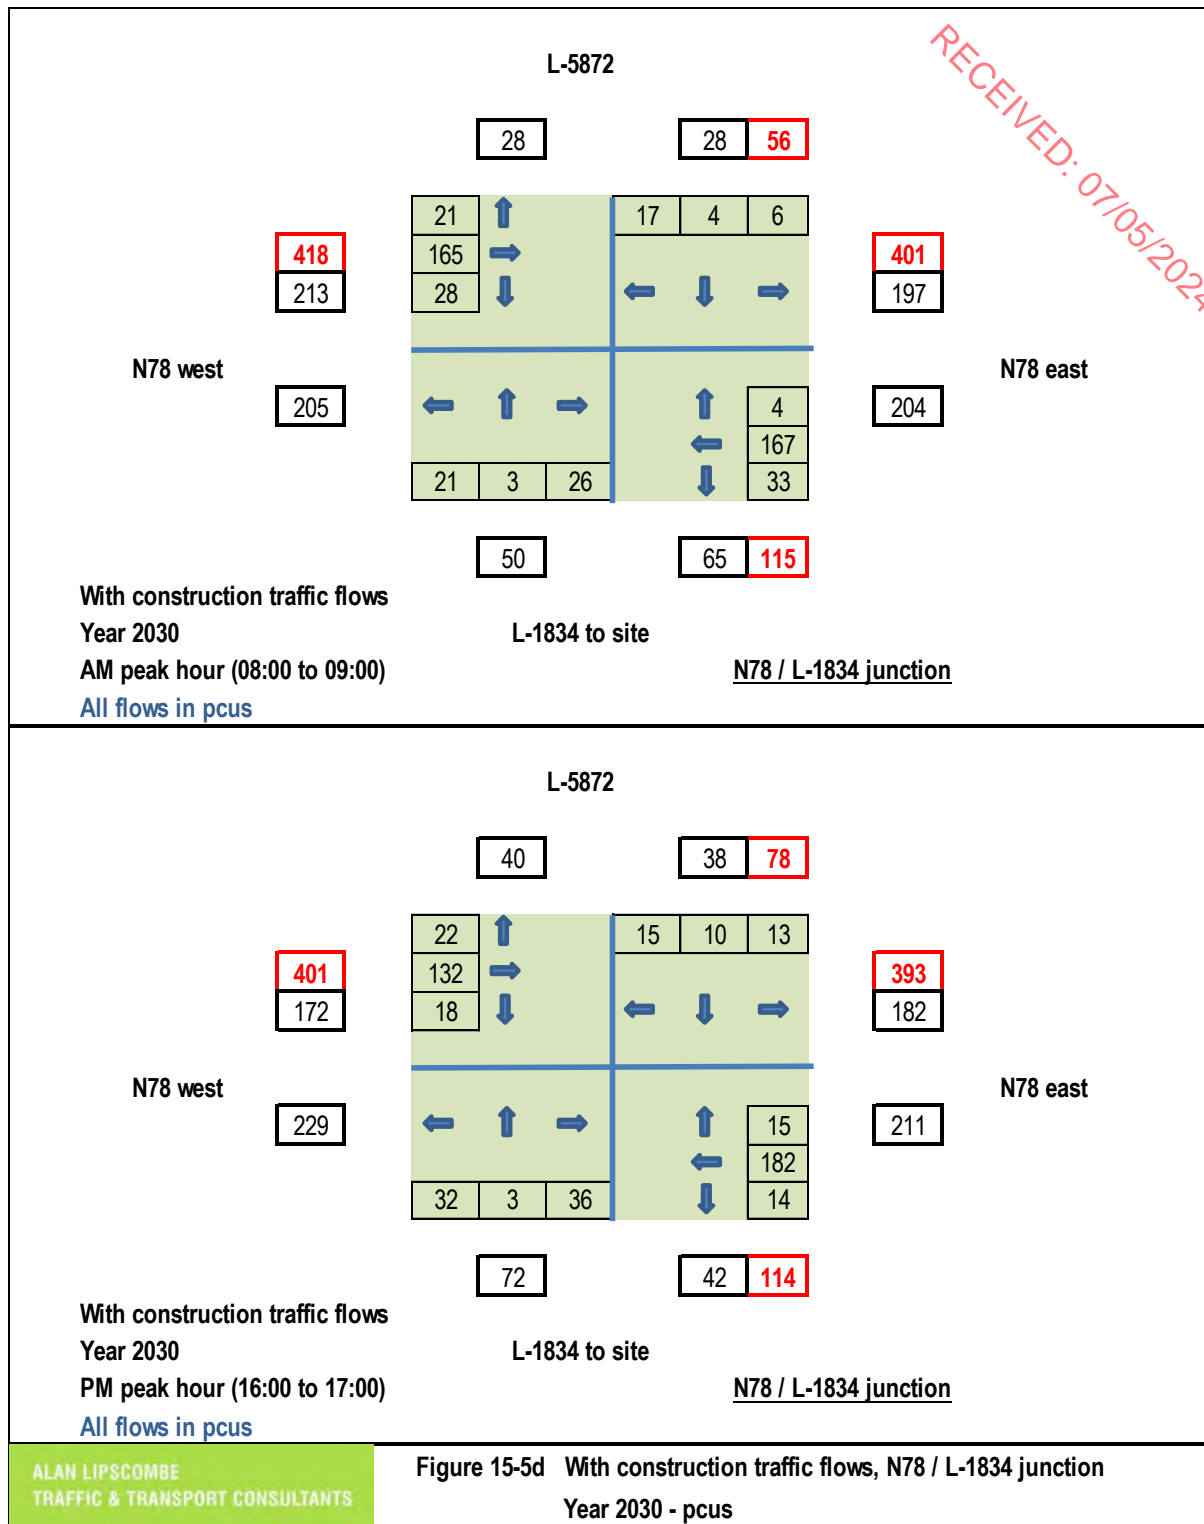 RECEIVED: 07/05/2024
L-5872
28 28 56
21 17 4 6
418 165 401
213 28 197
N78 west N78 east
205 4 204
167
21 3 26 33
50 65 115
With construction traffic flows
Year 2030 L-1834 to site
AM peak hour (08:00 to 09:00) N78 / L-1834 junction
All flows in pcus
L-5872
40 38 78
22 15 10 13
401 132 393
172 18 182
N78 west N78 east
229 15 211
182
32 3 36 14
72 42 114
With construction traffic flows
Year 2030 L-1834 to site
PM peak hour (16:00 to 17:00) N78 / L-1834 junction
All flows in pcus
ALAN LIPSCOMBE
TRAFFIC & TRANSPORT CONSULTANTS
Figure 15-5d With construction traffic flows, N78 / L-1834 junction
Year 2030 - pcus